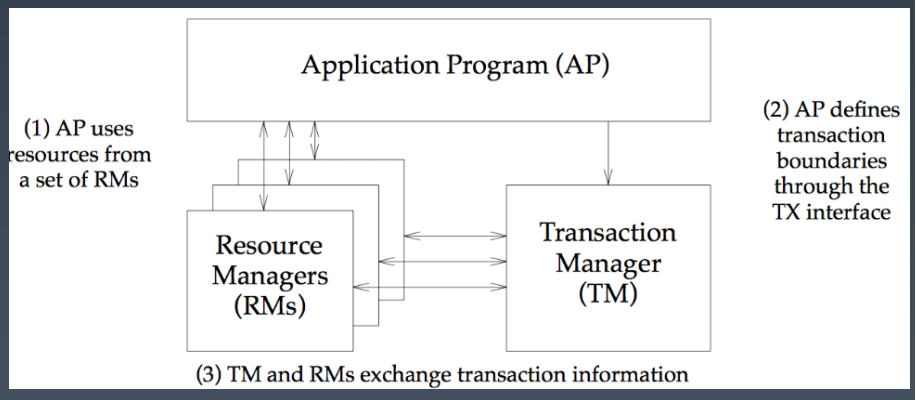 Application Program (AP)
(1) AP uses
resources from
a set of RMs
(2) AP defines
transaction
boundaries
through the
TX interface
Resource
Managers
(RMs)
Transaction
Manager
(TM)
(3) TM and RMs exchange transaction information